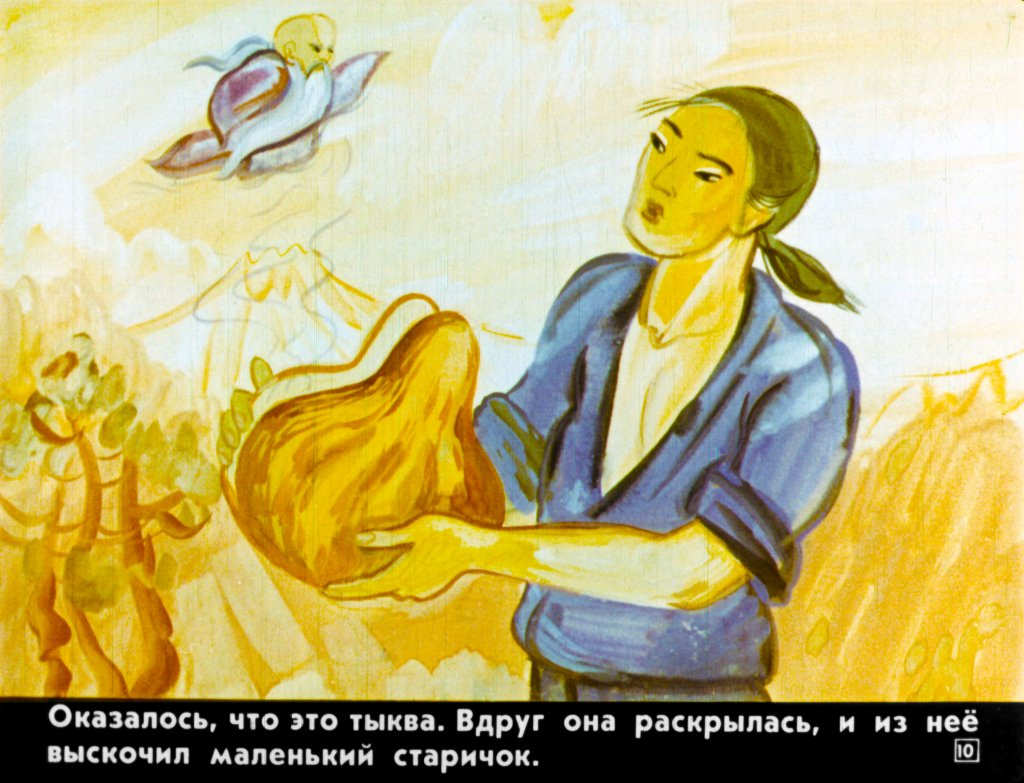 Оказалось, что это тыква. Вдруг она раскрылась, и из неё
выскочил маленький старичок.
10